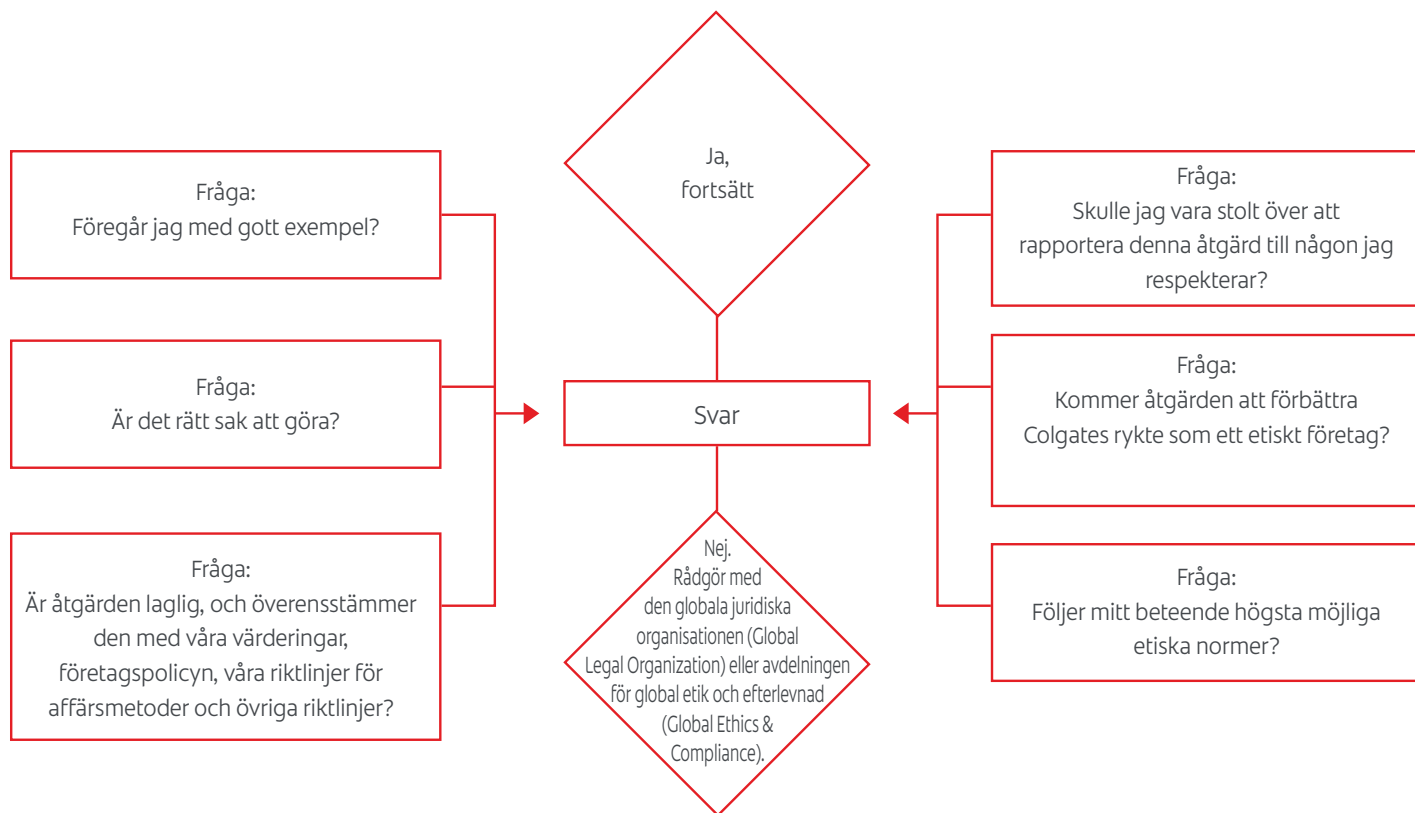 Fråga:
Föregår jag med gott exempel?
Fråga:
Är det rätt sak att göra?
Fråga:
Är åtgärden laglig, och överensstämmer
den med våra värderingar,
företagspolicyn, våra riktlinjer för
affärsmetoder och övriga riktlinjer?
Ja,
fortsätt
Svar
Nej.
Rådgör med
den globala juridiska
organisationen (Global
Legal Organization) eller avdelningen
för global etik och efterlevnad
(Global Ethics &
Compliance).
Fråga:
Skulle jag vara stolt över att
rapportera denna åtgärd till någon jag
respekterar?
Fråga:
Kommer åtgärden att förbättra
Colgates rykte som ett etiskt företag?
Fråga:
Följer mitt beteende högsta möjliga
etiska normer?